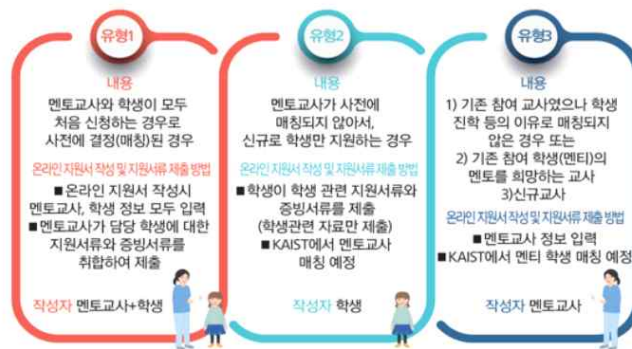 유형1
내용
멘토교사와 학생이 모두
처음 신청하는 경우로
사전에 결정(매칭)된 경우
온라인 지원서 작성 및 지원서류 제출 방법
■온라인 지원서 작성시
멘토교사, 학생 정보 모두 입력
■멘토교사가 담당 학생에 대한
지원서류와 증빙서류를
취합하여 제출
작성자 멘토교사+학생
유형2
내용
멘토교사가 사전에
매칭되지 않아서,
신규로 학생만 지원하는 경우
온라인 지원서 작성 및 지원서류 제출 방법
■학생이 학생 관련 지원서류와
증빙서류를 제출
(학생관련 자료만 제출)
■KAIST에서 멘토교사
매칭 예정
작성자 학생
유형3
내용
1) 기존 참여 교사였으나 학생
진학 등의 이유로 매칭되지
않은 경우 또는
2) 기존 참여 학생(멘티)의
멘토를 희망하는 교사
3)신규교사
온라인 지원서 작성 및 지원서류 제출 방법
■멘토교사 정보 입력
■KAIST에서 멘티 학생 매칭 예정
작성자 멘토교사